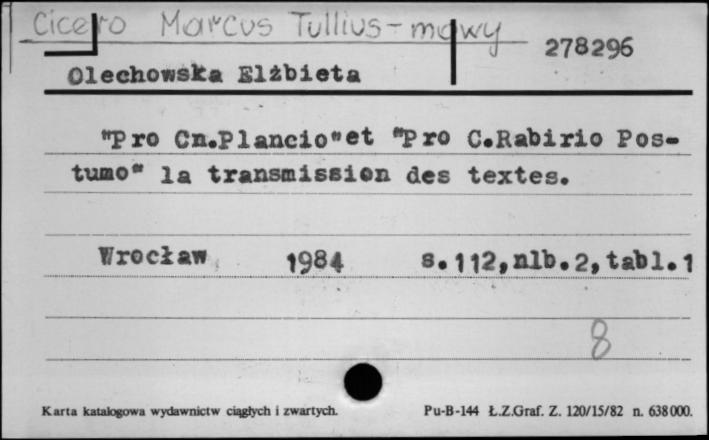 Cicero Marcus Tullius - mowy
278296
Olechowska Elżbieta
"Pro Cn.Plancio"et "Pro C.Rabirio Pos-
tumo" la transmission des textes.
Wrocław 1984 s.112,nlb.2,tabl.1
8
Karta katalogowa wydawnictw ciągłych i zwartych. Pu-B-144 Ł.Z.Graf. Z. 120/15/82 n. 638000.